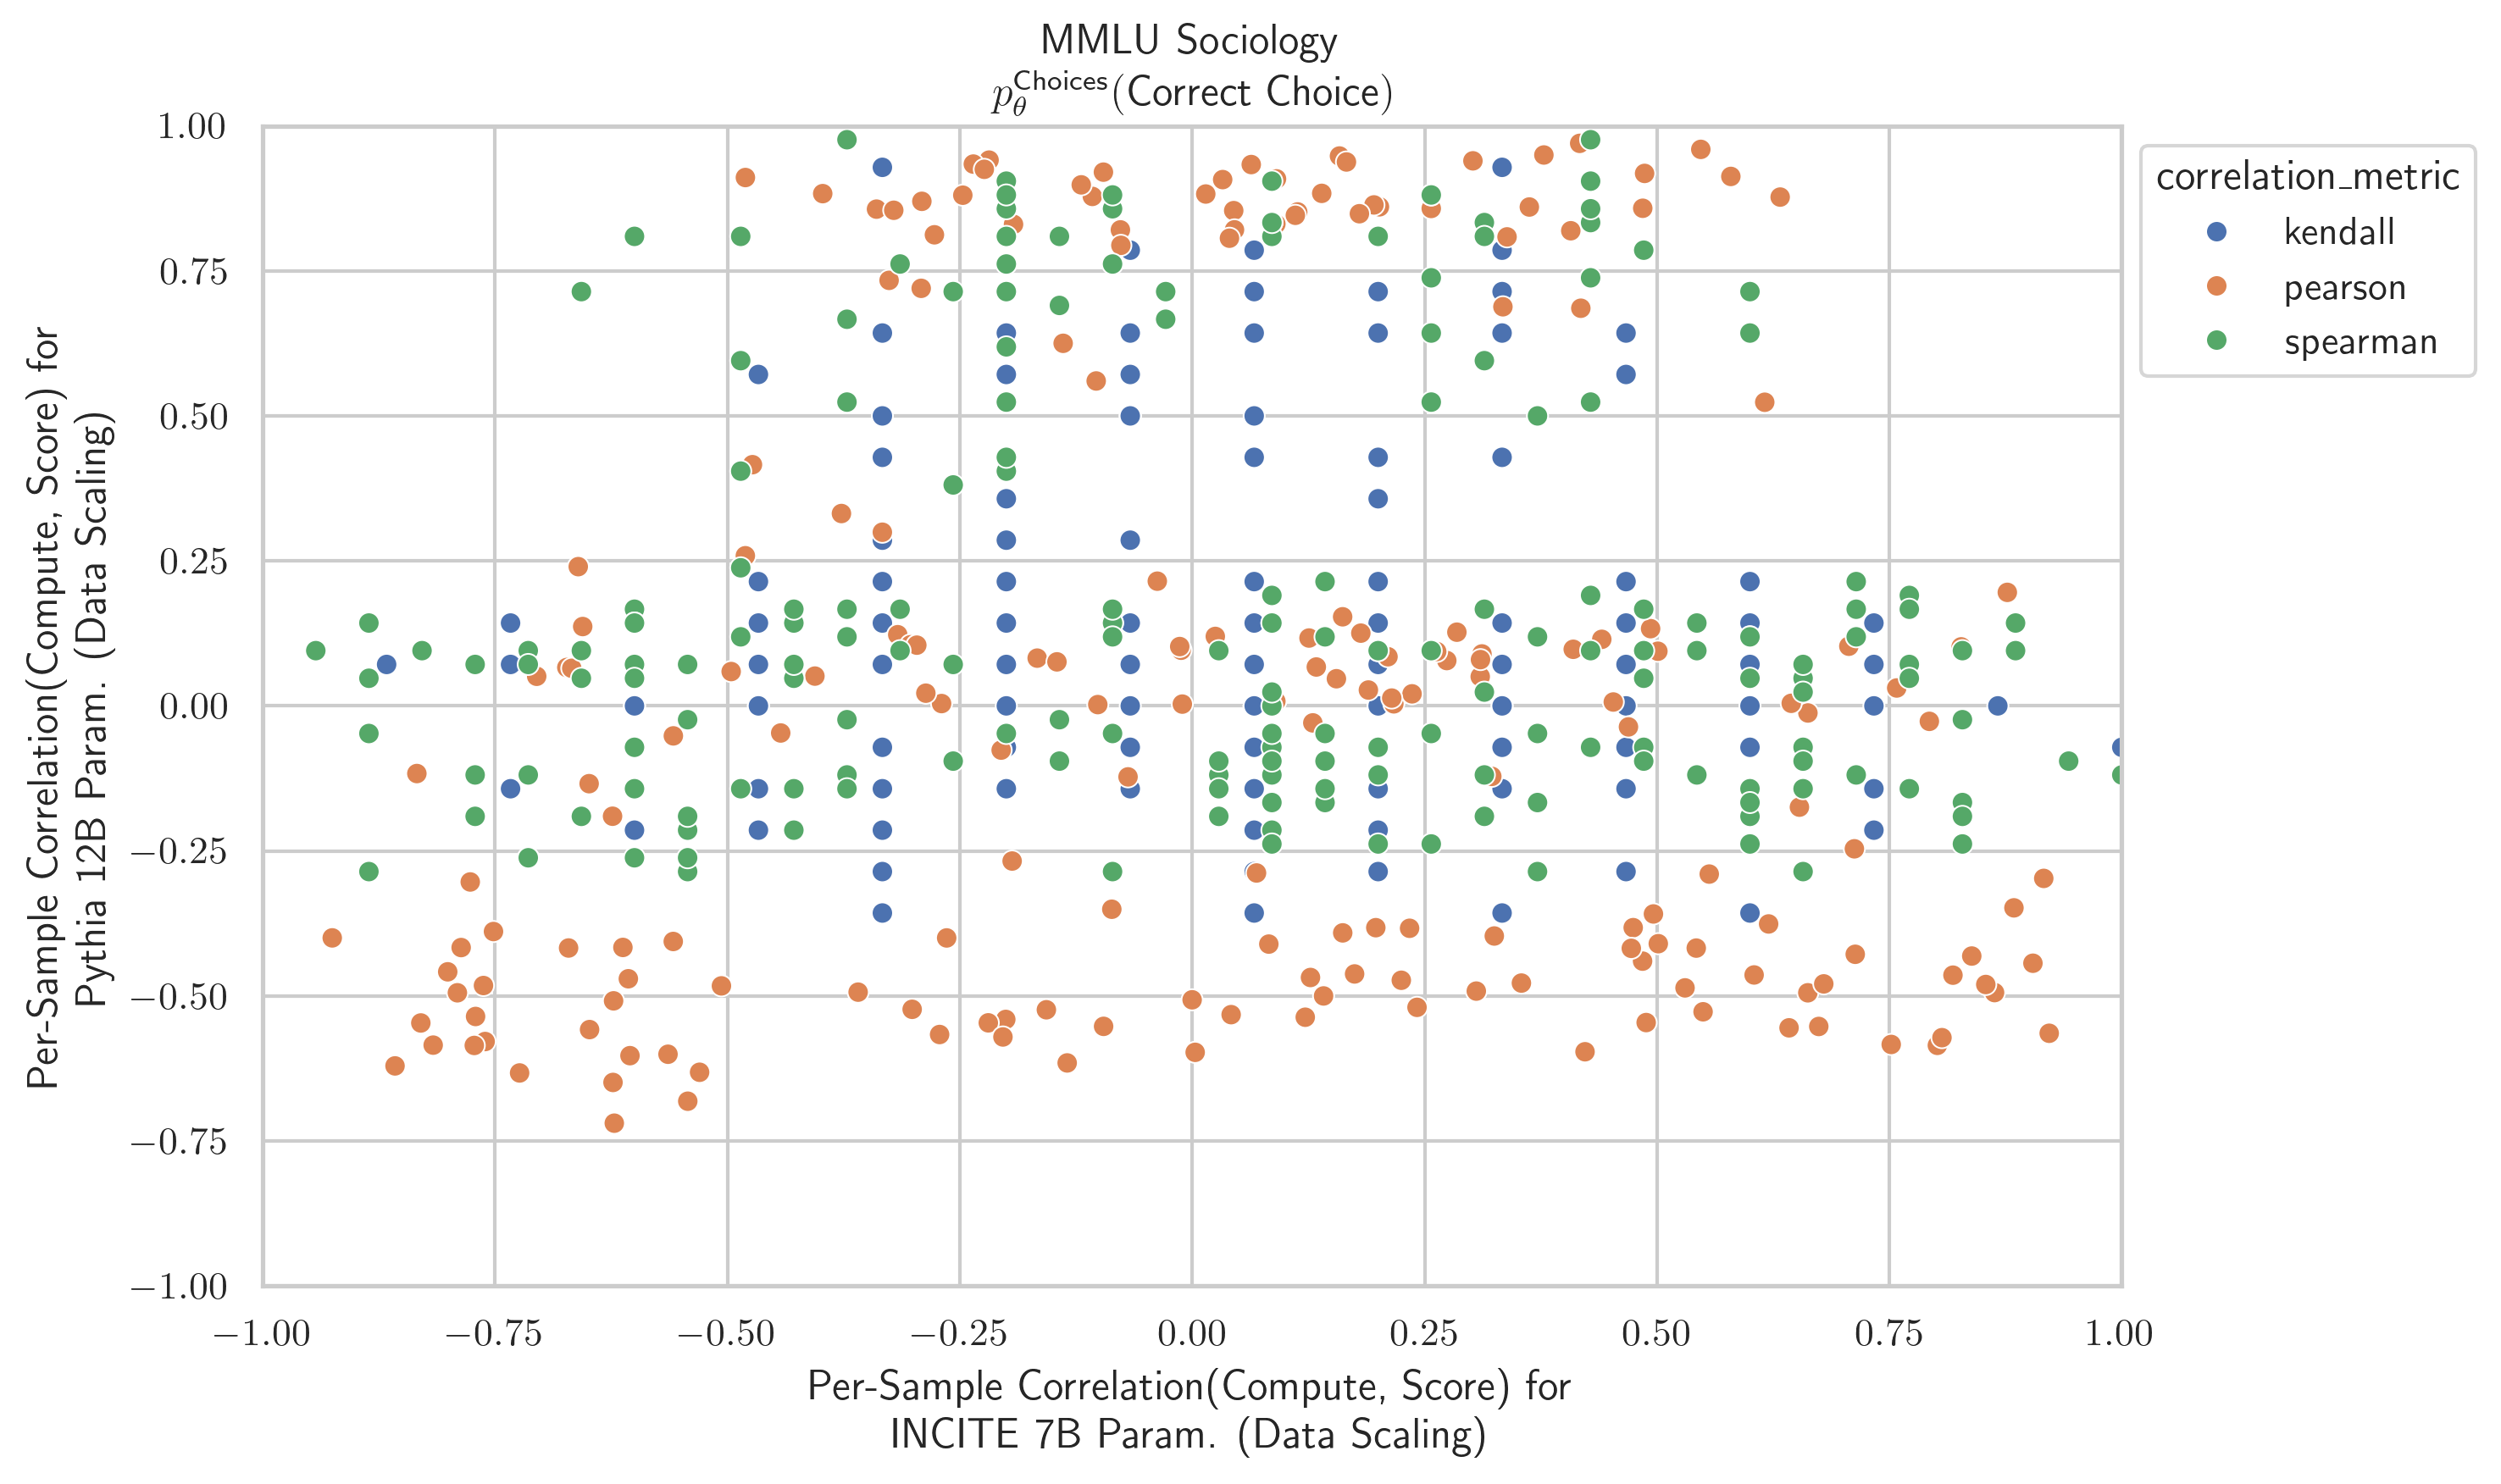 MMLU Sociology
$p_\theta^{\text{Choices}}$(Correct Choice)
1.00
0.75
0.50
0.25
0.00
−0.25
−0.50
−0.75
−1.00
Per-Sample Correlation(Compute, Score) for
Pythia 12B Param. (Data Scaling)
−1.00 −0.75 −0.50 −0.25 0.00 0.25 0.50 0.75 1.00
Per-Sample Correlation(Compute, Score) for
INCITE 7B Param. (Data Scaling)
correlation_metric
kendall
pearson
spearman